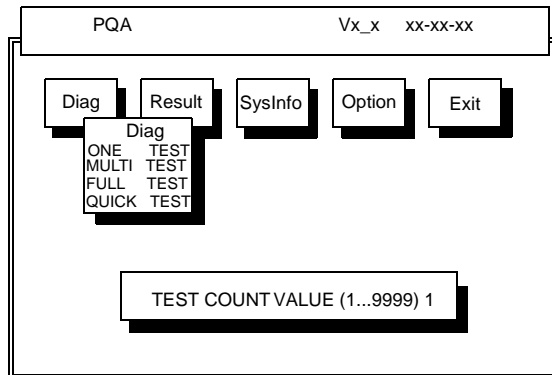 PQA Vx_x xx-xx-xx
Diag Result SysInfo Option Exit
Diag
ONE TEST
MULTI TEST
FULL TEST
QUICK TEST
TEST COUNT VALUE (1...9999) 1